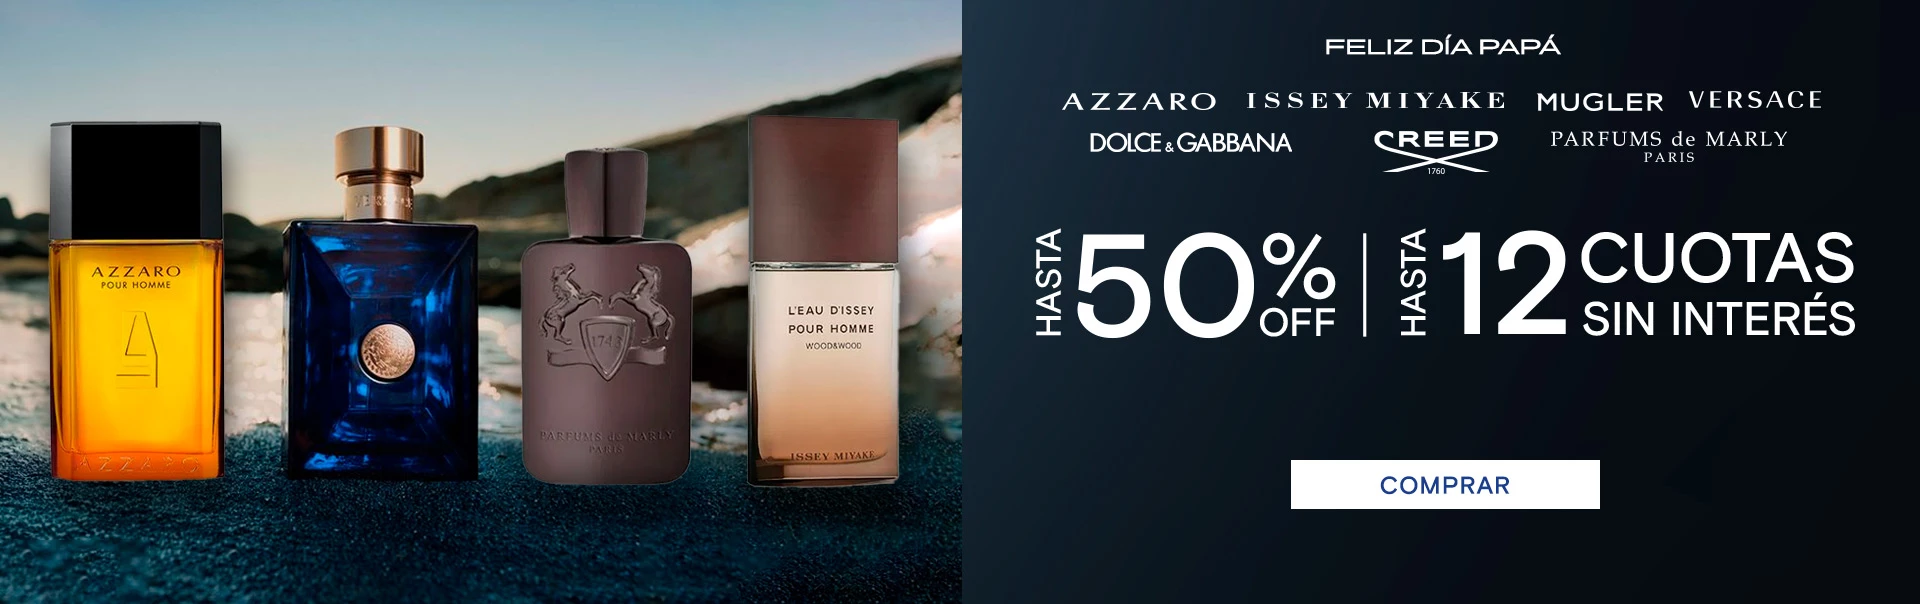 AZZARO
POUR HOMME
AZZARO
1743
PARFUMS de MARLY
PARIS
L'EAU D'ISSEY
POUR HOMME
WOOD&WOOD
ISSEY MIYAKE
FELIZ DÍA PAPÁ
AZZARO ISSEY MIYAKE MUGLER VERSACE
DOLCE & GABBANA CREED PARFUMS de MARLY
1760 PARIS
HASTA 50% OFF
HASTA 12 CUOTAS
SIN INTERÉS
COMPRAR